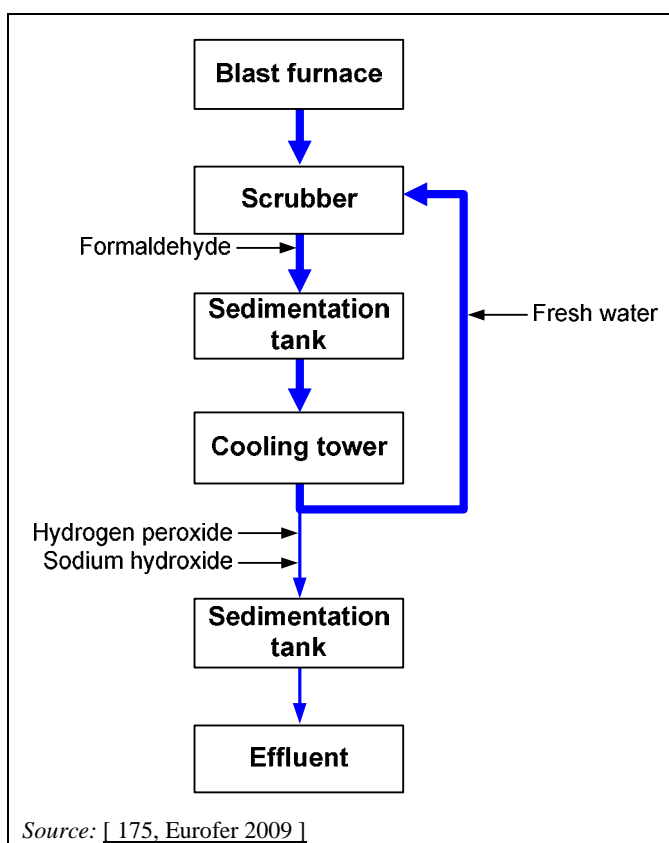 Blast furnace
Scrubber
Formaldehyde
Sedimentation
tank
Fresh water
Cooling tower
Hydrogen peroxide
Sodium hydroxide
Sedimentation
tank
Effluent
Source: [ 175, Eurofer 2009 ]